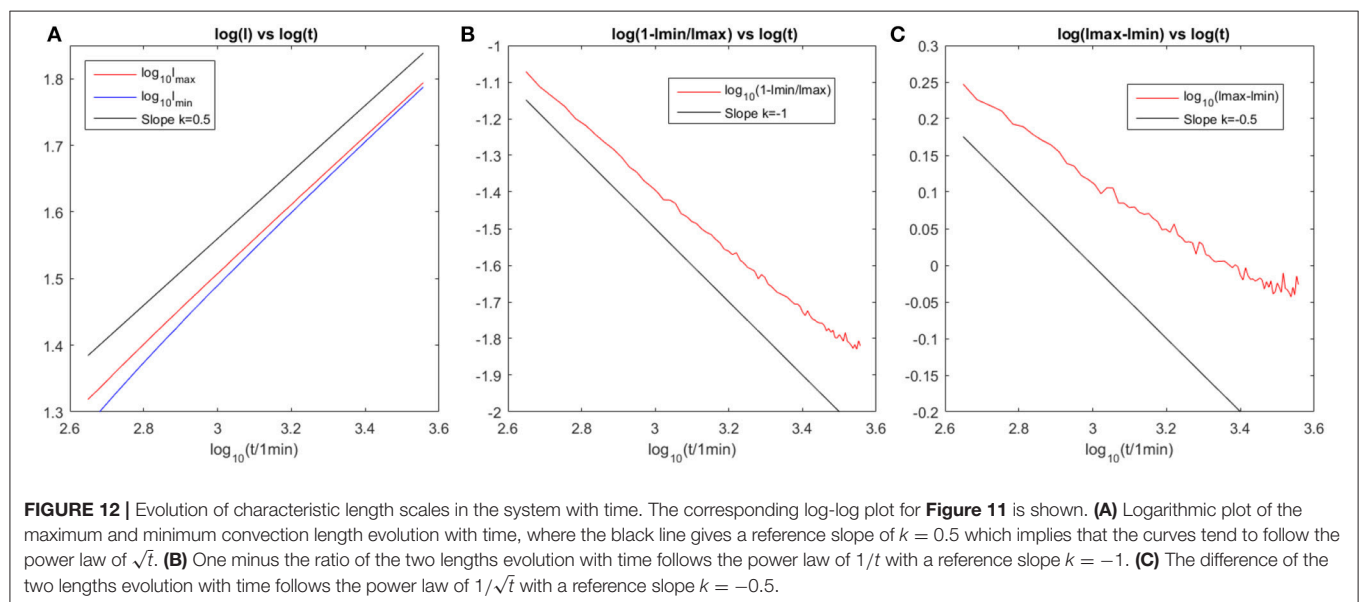 A
log(l) vs log(t)
log₁₀lmax
log₁₀lmin
Slope k=0.5
1.8
1.7
1.6
1.5
1.4
1.3
2.6 2.8 3 3.2 3.4 3.6
log₁₀(t/1min)
B
log(1-lmin/lmax) vs log(t)
log₁₀(1-lmin/lmax)
Slope k=-1
-1
-1.1
-1.2
-1.3
-1.4
-1.5
-1.6
-1.7
-1.8
-1.9
-2
2.6 2.8 3 3.2 3.4 3.6
log₁₀(t/1min)
C
log(lmax-lmin) vs log(t)
log₁₀(lmax-lmin)
Slope k=-0.5
0.3
0.25
0.2
0.15
0.1
0.05
0
-0.05
-0.1
-0.15
-0.2
2.6 2.8 3 3.2 3.4 3.6
log₁₀(t/1min)
FIGURE 12 | Evolution of characteristic length scales in the system with time. The corresponding log-log plot for Figure 11 is shown. (A) Logarithmic plot of the
maximum and minimum convection length evolution with time, where the black line gives a reference slope of k = 0.5 which implies that the curves tend to follow the
power law of √t. (B) One minus the ratio of the two lengths evolution with time follows the power law of 1/t with a reference slope k = −1. (C) The difference of the
two lengths evolution with time follows the power law of 1/√t with a reference slope k = −0.5.